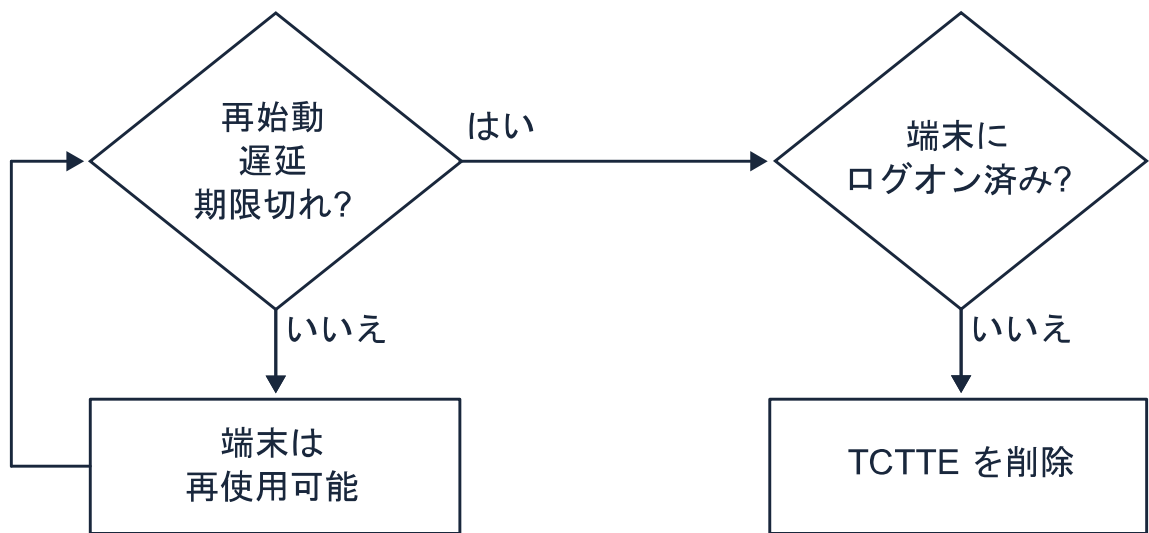 再始動
遅延
期限切れ?
はい
端末に
ログオン済み?
いいえ
いいえ
端末は
再使用可能
TCTTE を削除